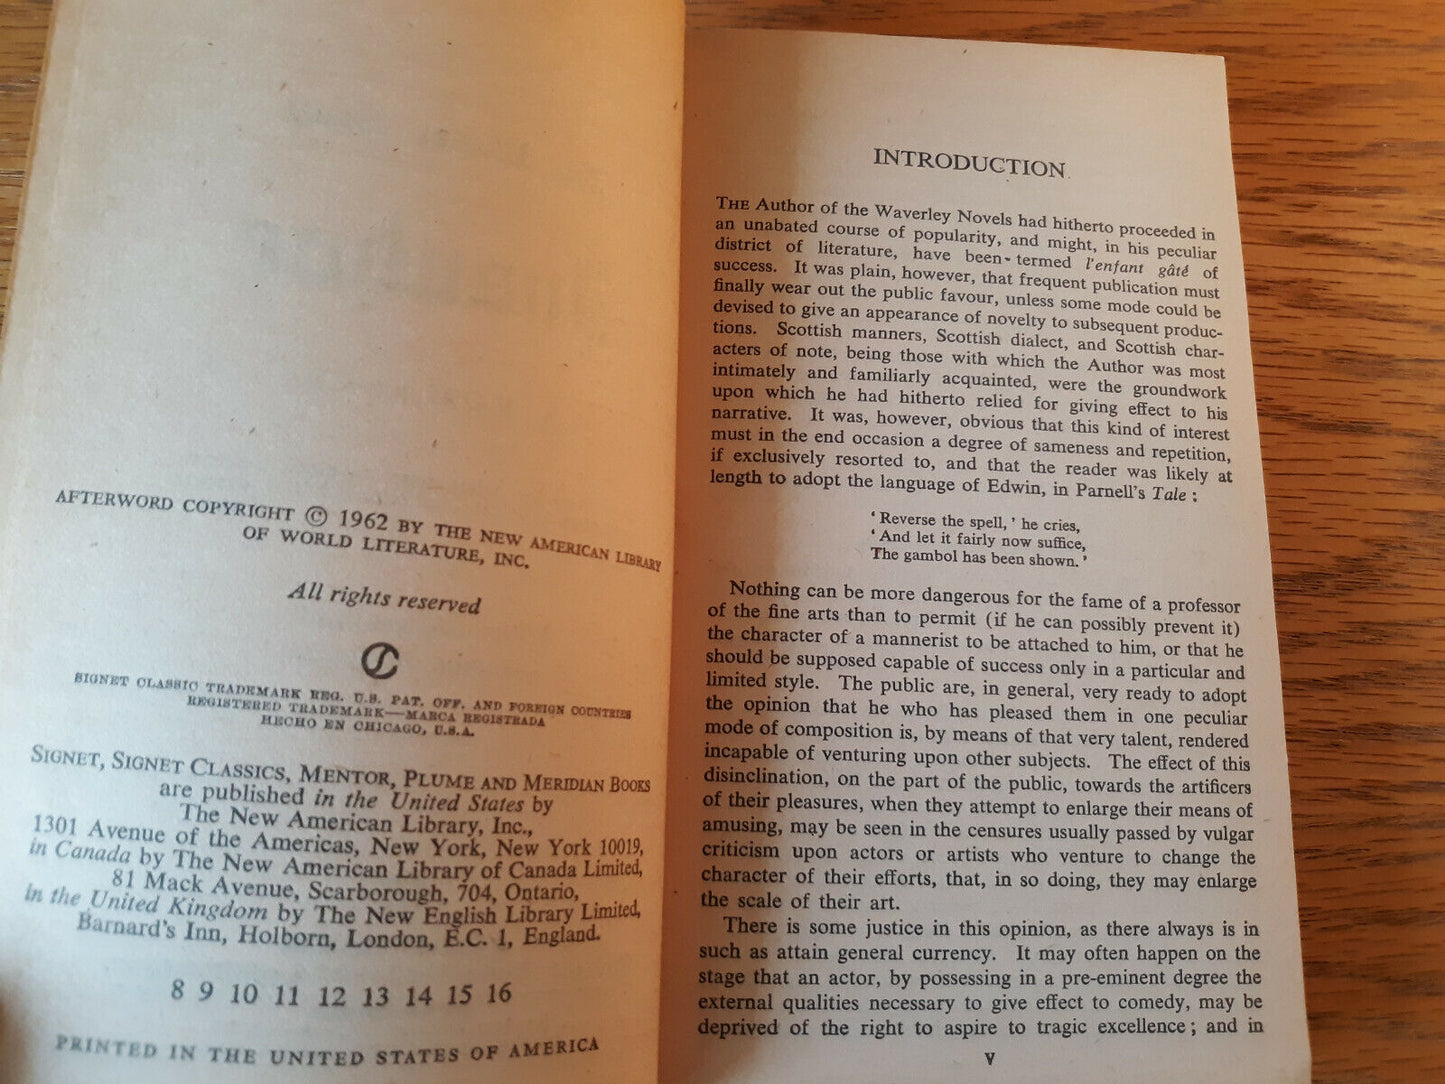 AFTERWORD COPYRIGHT © 1962 BY THE NEW AMERICAN LIBRARY
OF WORLD LITERATURE, INC.
All rights reserved
SIGNET CLASSIC TRADEMARK REG. U.S. PAT. OFF. AND FOREIGN COUNTRIES
REGISTERED TRADEMARK—MARCA REGISTRADA
HECHO EN CHICAGO, U.S.A.
SIGNET, SIGNET CLASSICS, MENTOR, PLUME AND MERIDIAN BOOKS
are published in the United States by
The New American Library, Inc.,
1301 Avenue of the Americas, New York, New York 10019,
in Canada by The New American Library of Canada Limited,
81 Mack Avenue, Scarborough, 704, Ontario,
in the United Kingdom by The New English Library Limited,
Barnard's Inn, Holborn, London, E.C. 1, England.
8 9 10 11 12 13 14 15 16
PRINTED IN THE UNITED STATES OF AMERICA
INTRODUCTION
THE Author of the Waverley Novels had hitherto proceeded in
an unabated course of popularity, and might, in his peculiar
district of literature, have been termed l'enfant gâté of
success. It was plain, however, that frequent publication must
finally wear out the public favour, unless some mode could be
devised to give an appearance of novelty to subsequent produc-
tions. Scottish manners, Scottish dialect, and Scottish char-
acters of note, being those with which the Author was most
intimately and familiarly acquainted, were the groundwork
upon which he had hitherto relied for giving effect to his
narrative. It was, however, obvious that this kind of interest
must in the end occasion a degree of sameness and repetition,
if exclusively resorted to, and that the reader was likely at
length to adopt the language of Edwin, in Parnell's Tale :
‘ Reverse the spell, ’ he cries,
‘ And let it fairly now suffice,
The gambol has been shown. ’
Nothing can be more dangerous for the fame of a professor
of the fine arts than to permit (if he can possibly prevent it)
the character of a mannerist to be attached to him, or that he
should be supposed capable of success only in a particular and
limited style. The public are, in general, very ready to adopt
the opinion that he who has pleased them in one peculiar
mode of composition is, by means of that very talent, rendered
incapable of venturing upon other subjects. The effect of this
disinclination, on the part of the public, towards the artificers
of their pleasures, when they attempt to enlarge their means of
amusing, may be seen in the censures usually passed by vulgar
criticism upon actors or artists who venture to change the
character of their efforts, that, in so doing, they may enlarge
the scale of their art.
There is some justice in this opinion, as there always is in
such as attain general currency. It may often happen on the
stage that an actor, by possessing in a pre-eminent degree the
external qualities necessary to give effect to comedy, may be
deprived of the right to aspire to tragic excellence ; and in
v